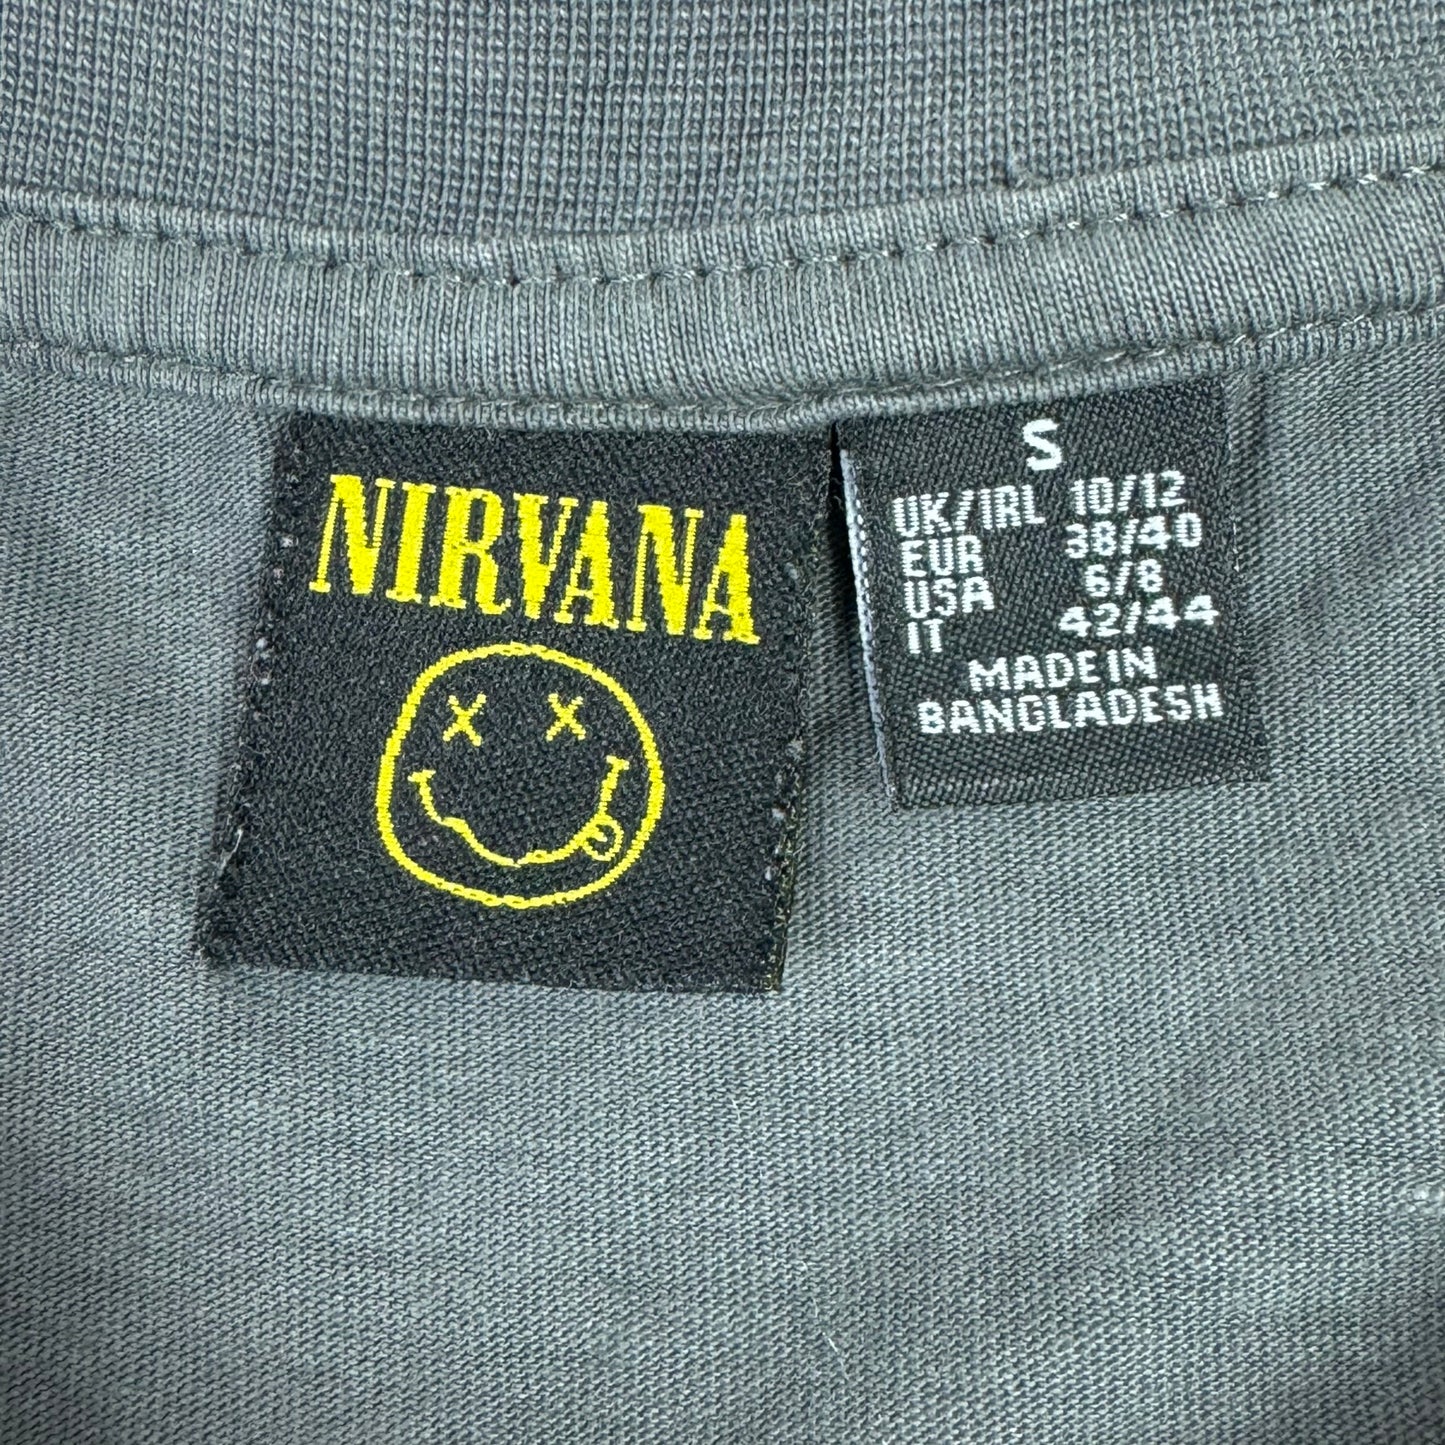 NIRVANA
S
UK/IRL 10/12
EUR 38/40
USA 6/8
IT 42/44
MADE IN
BANGLADESH